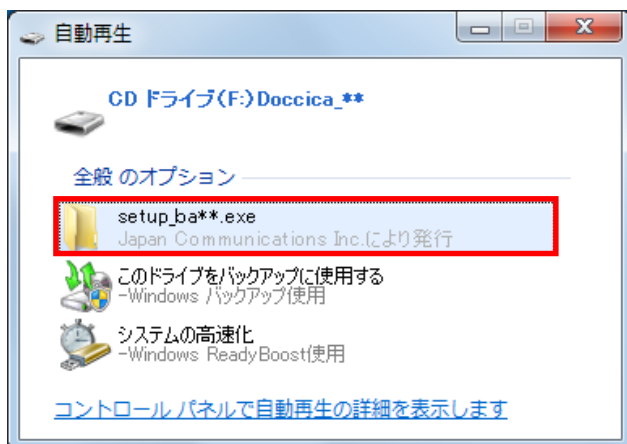 自動再生
CD ドライブ(F:)Doccica_**
全般 のオプション
setup_ba**.exe
Japan Communications Inc.により発行
このドライブをバックアップに使用する
-Windows バックアップ使用
システムの高速化
-Windows ReadyBoost使用
コントロール パネルで自動再生の詳細を表示します